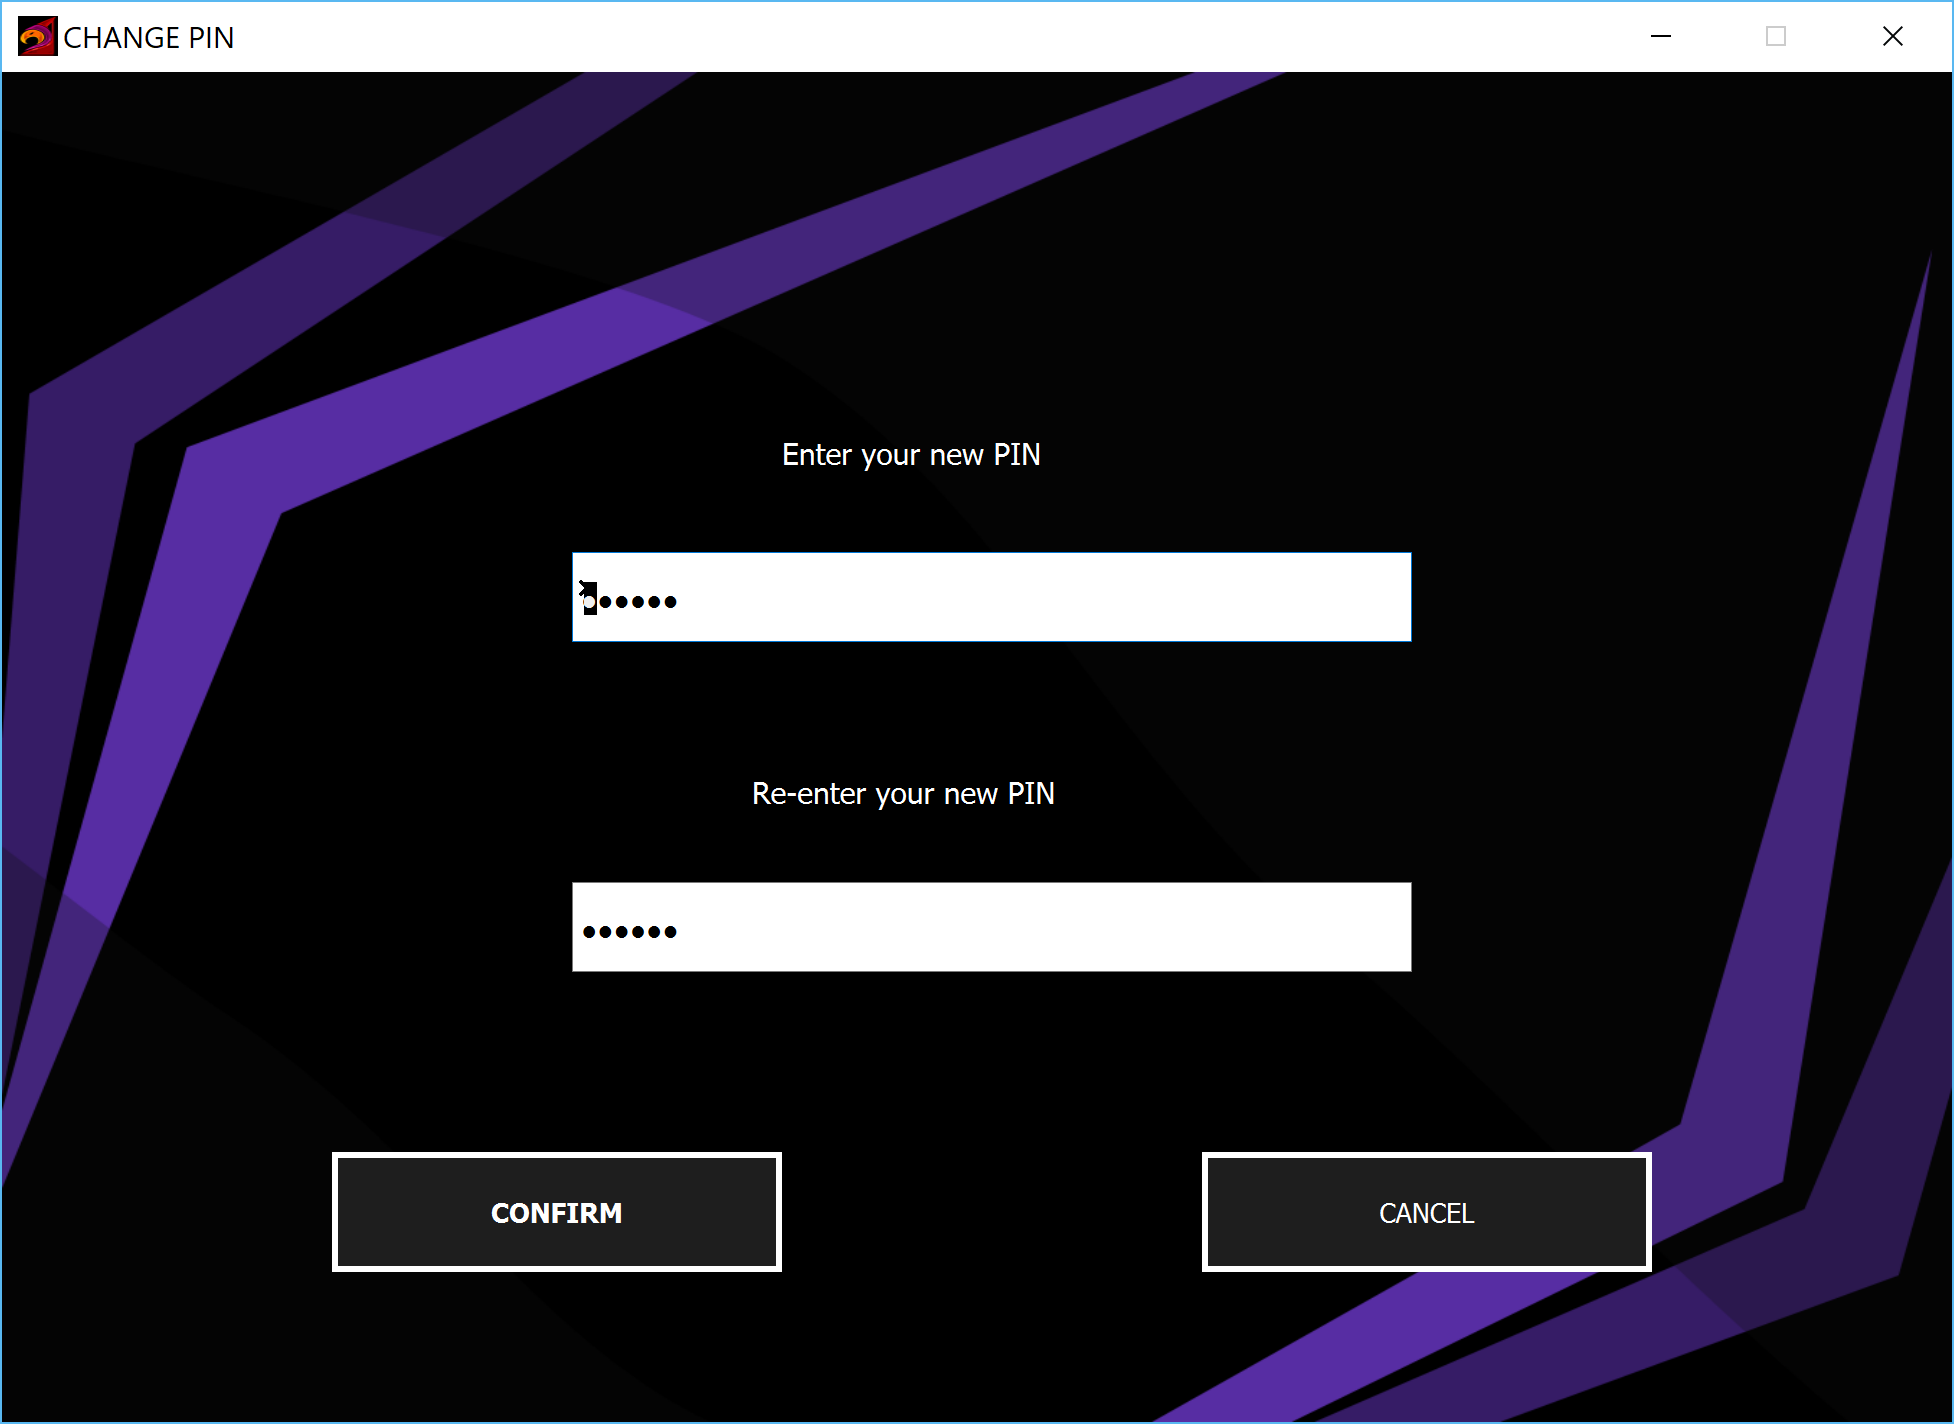 CHANGE PIN
Enter your new PIN
••••••
Re-enter your new PIN
••••••
CONFIRM
CANCEL